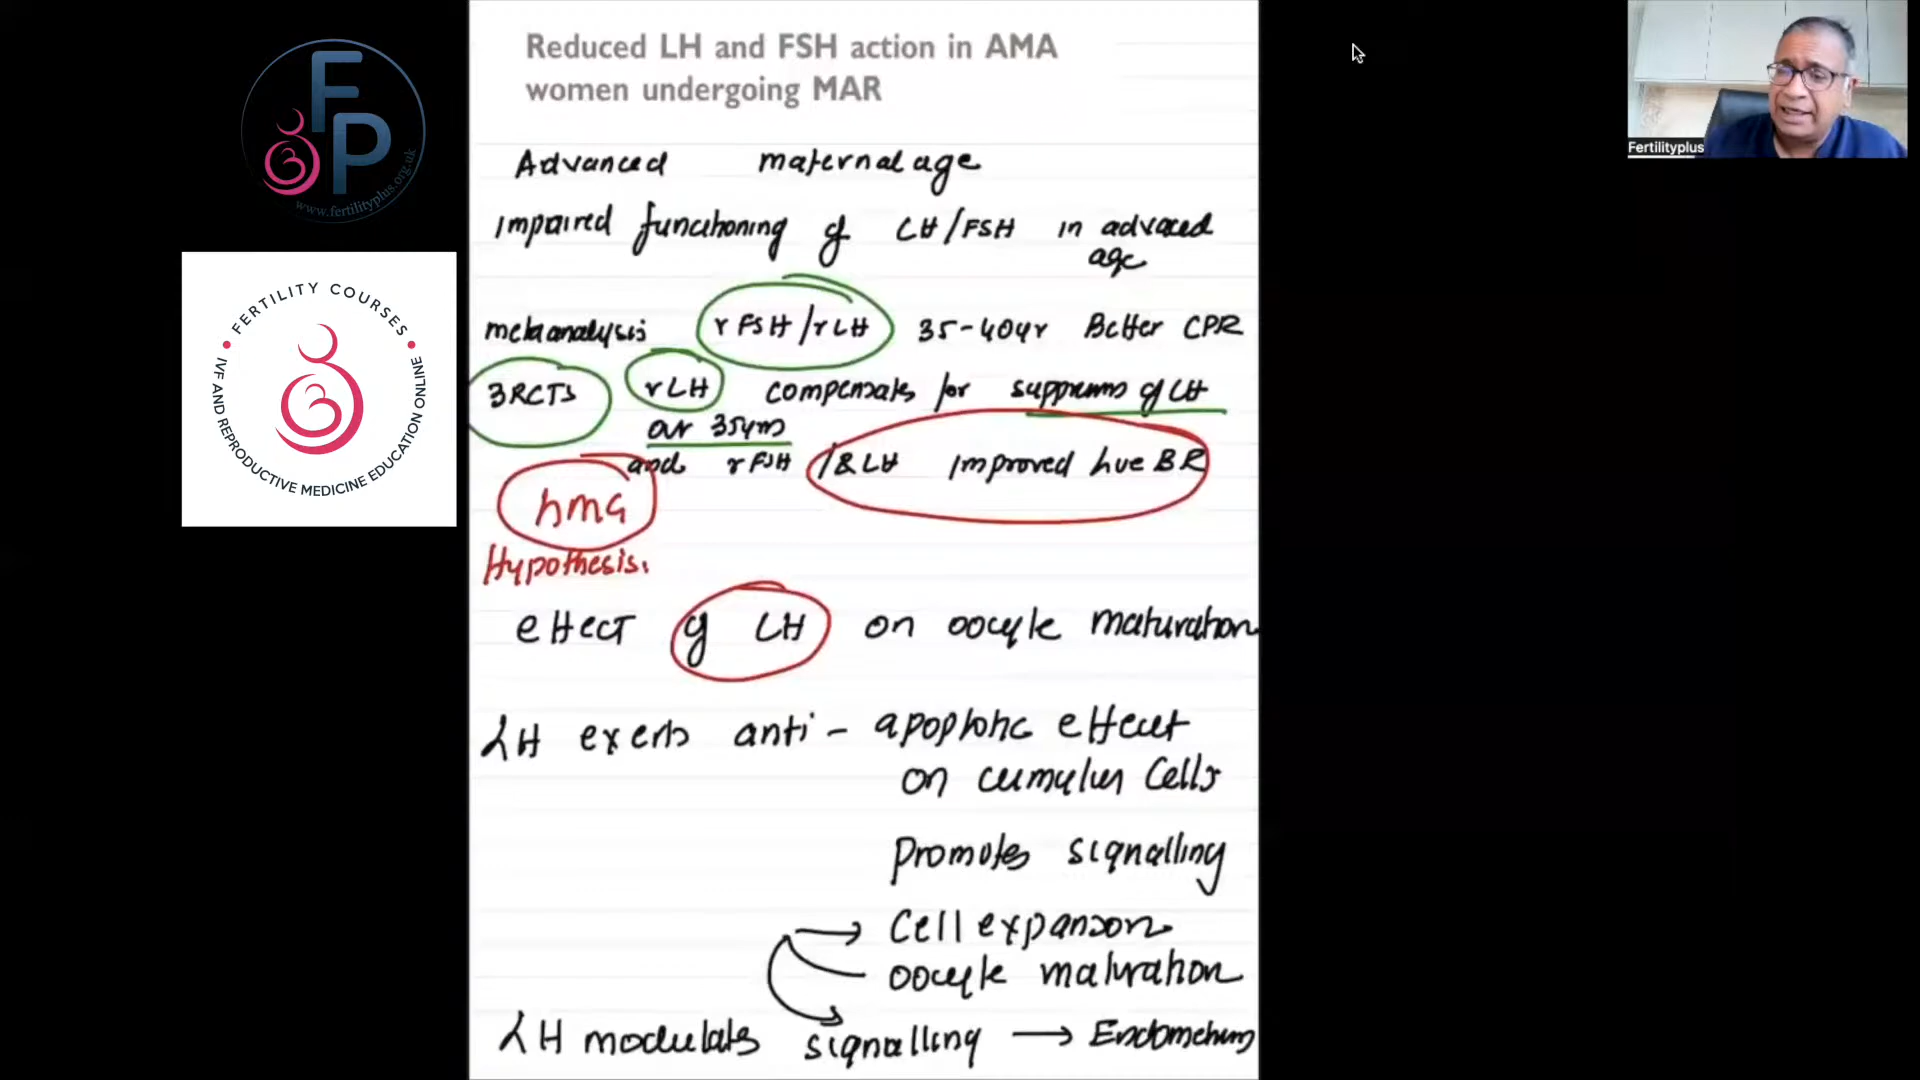 Reduced LH and FSH action in AMA
women undergoing MAR
Advanced maternal age
Impaired functioning of LH/FSH in advaced
age
metaanalysis rFSH/rLH 35-40yr Better CPR
3RCTS rLH compensates for suppression of LH
over 35yrs
and rFSH /&LH Improved live BR
hMG
Hypothesis.
effect of LH on oocyte maturation
LH exerts anti-apoptotic effect
on cumulus cells
promotes signalling
Cell expansion
oocyte maturation
LH modulates signalling → Endometrium
FP
www.fertilityplus.org.uk
FERTILITY COURSES
IVF AND REPRODUCTIVE MEDICINE EDUCATION ONLINE
Fertilityplus